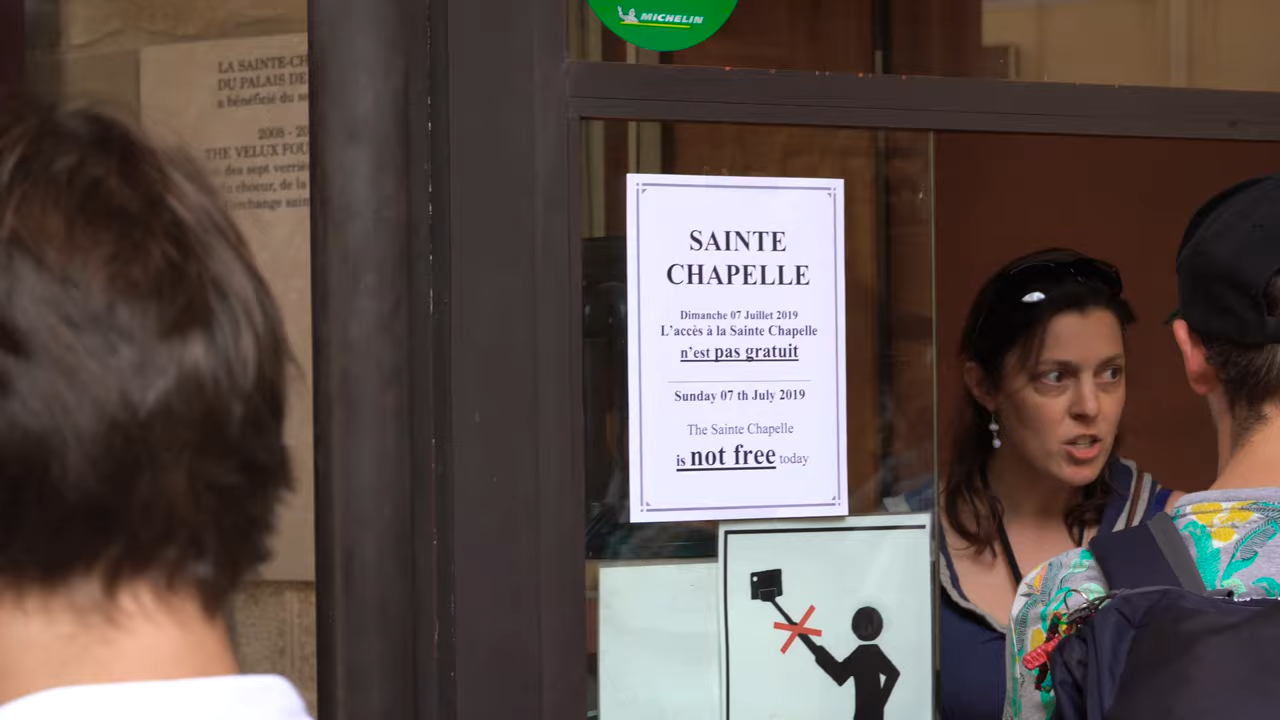 MICHELIN
LA SAINTE-CH
DU PALAIS DE
a bénéficié du
2008 - 20
THE VELUX FOU
des sept verriè
chœur, de la
SAINTE
CHAPELLE
Dimanche 07 Juillet 2019
L'accès à la Sainte Chapelle
n'est pas gratuit
Sunday 07 th July 2019
The Sainte Chapelle
is not free today